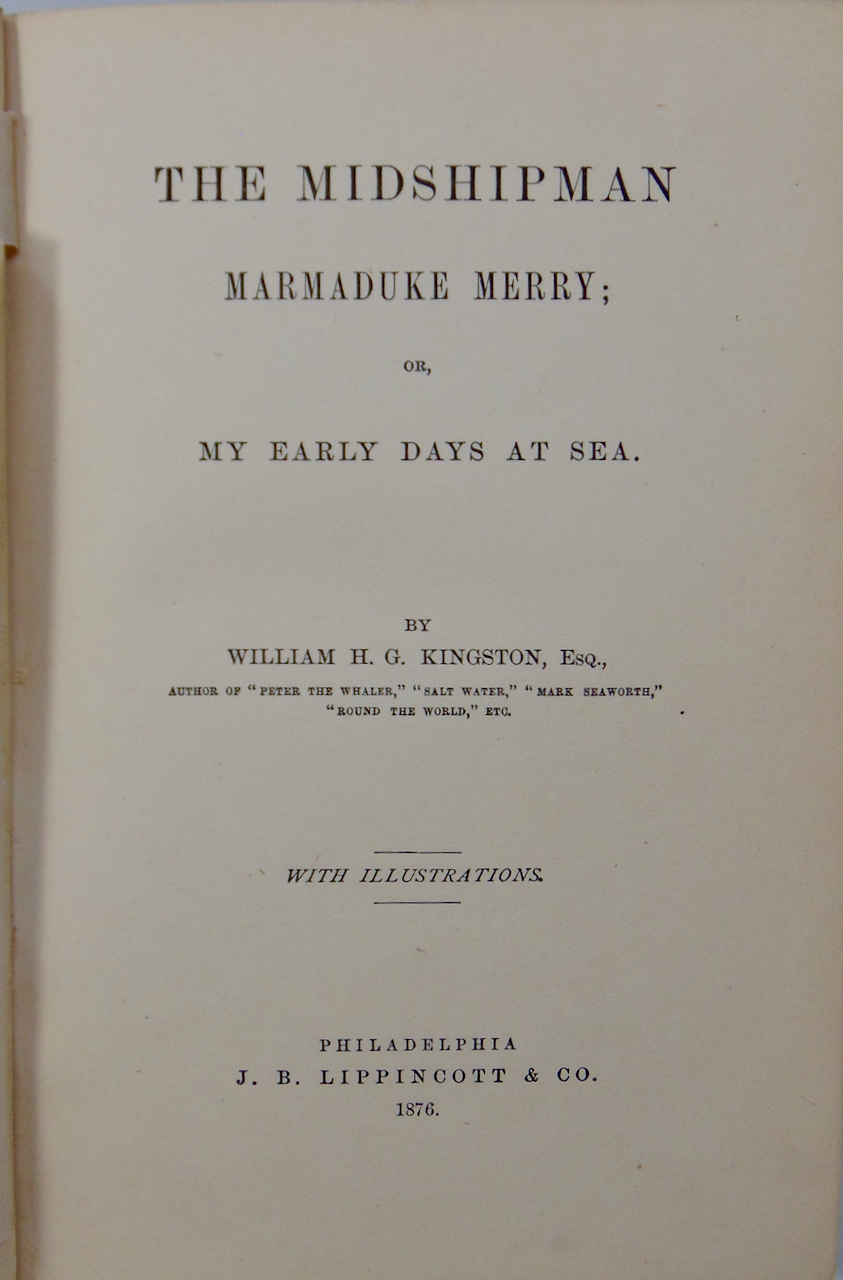 THE MIDSHIPMAN
MARMADUKE MERRY;
OR,
MY EARLY DAYS AT SEA.
BY
WILLIAM H. G. KINGSTON, Esq.,
AUTHOR OF "PETER THE WHALER," "SALT WATER," "MARK SEAWORTH,"
"ROUND THE WORLD," ETC.
WITH ILLUSTRATIONS.
PHILADELPHIA
J. B. LIPPINCOTT & CO.
1876.